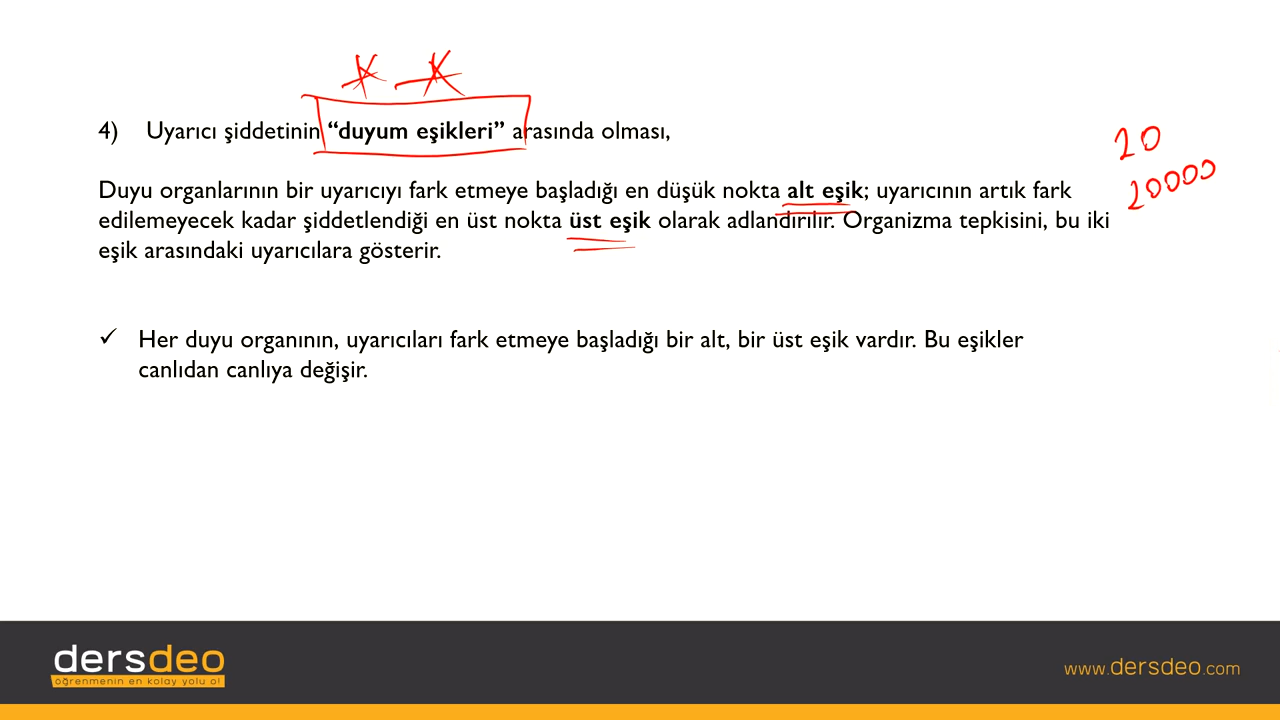 4) Uyarıcı şiddetinin “duyum eşikleri” arasında olması,
20
20000
Duyu organlarının bir uyarıcıyı fark etmeye başladığı en düşük nokta alt eşik; uyarıcının artık fark
edilemeyecek kadar şiddetlendiği en üst nokta üst eşik olarak adlandırılır. Organizma tepkisini, bu iki
eşik arasındaki uyarıcılara gösterir.
✓ Her duyu organının, uyarıcıları fark etmeye başladığı bir alt, bir üst eşik vardır. Bu eşikler
canlıdan canlıya değişir.
dersdeo
öğrenmenin en kolay yolu o!
www.dersdeo.com